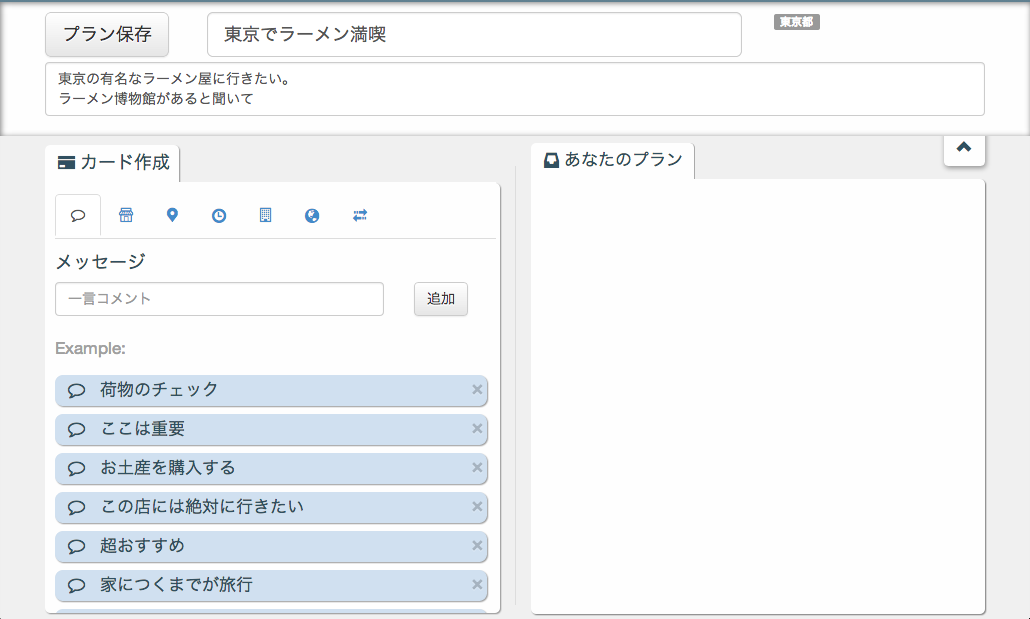 プラン保存
東京でラーメン満喫
東京都
東京の有名なラーメン屋に行きたい。
ラーメン博物館があると聞いて
カード作成
あなたのプラン
メッセージ
一言コメント
追加
Example:
荷物のチェック
ここは重要
お土産を購入する
この店には絶対に行きたい
超おすすめ
家につくまでが旅行